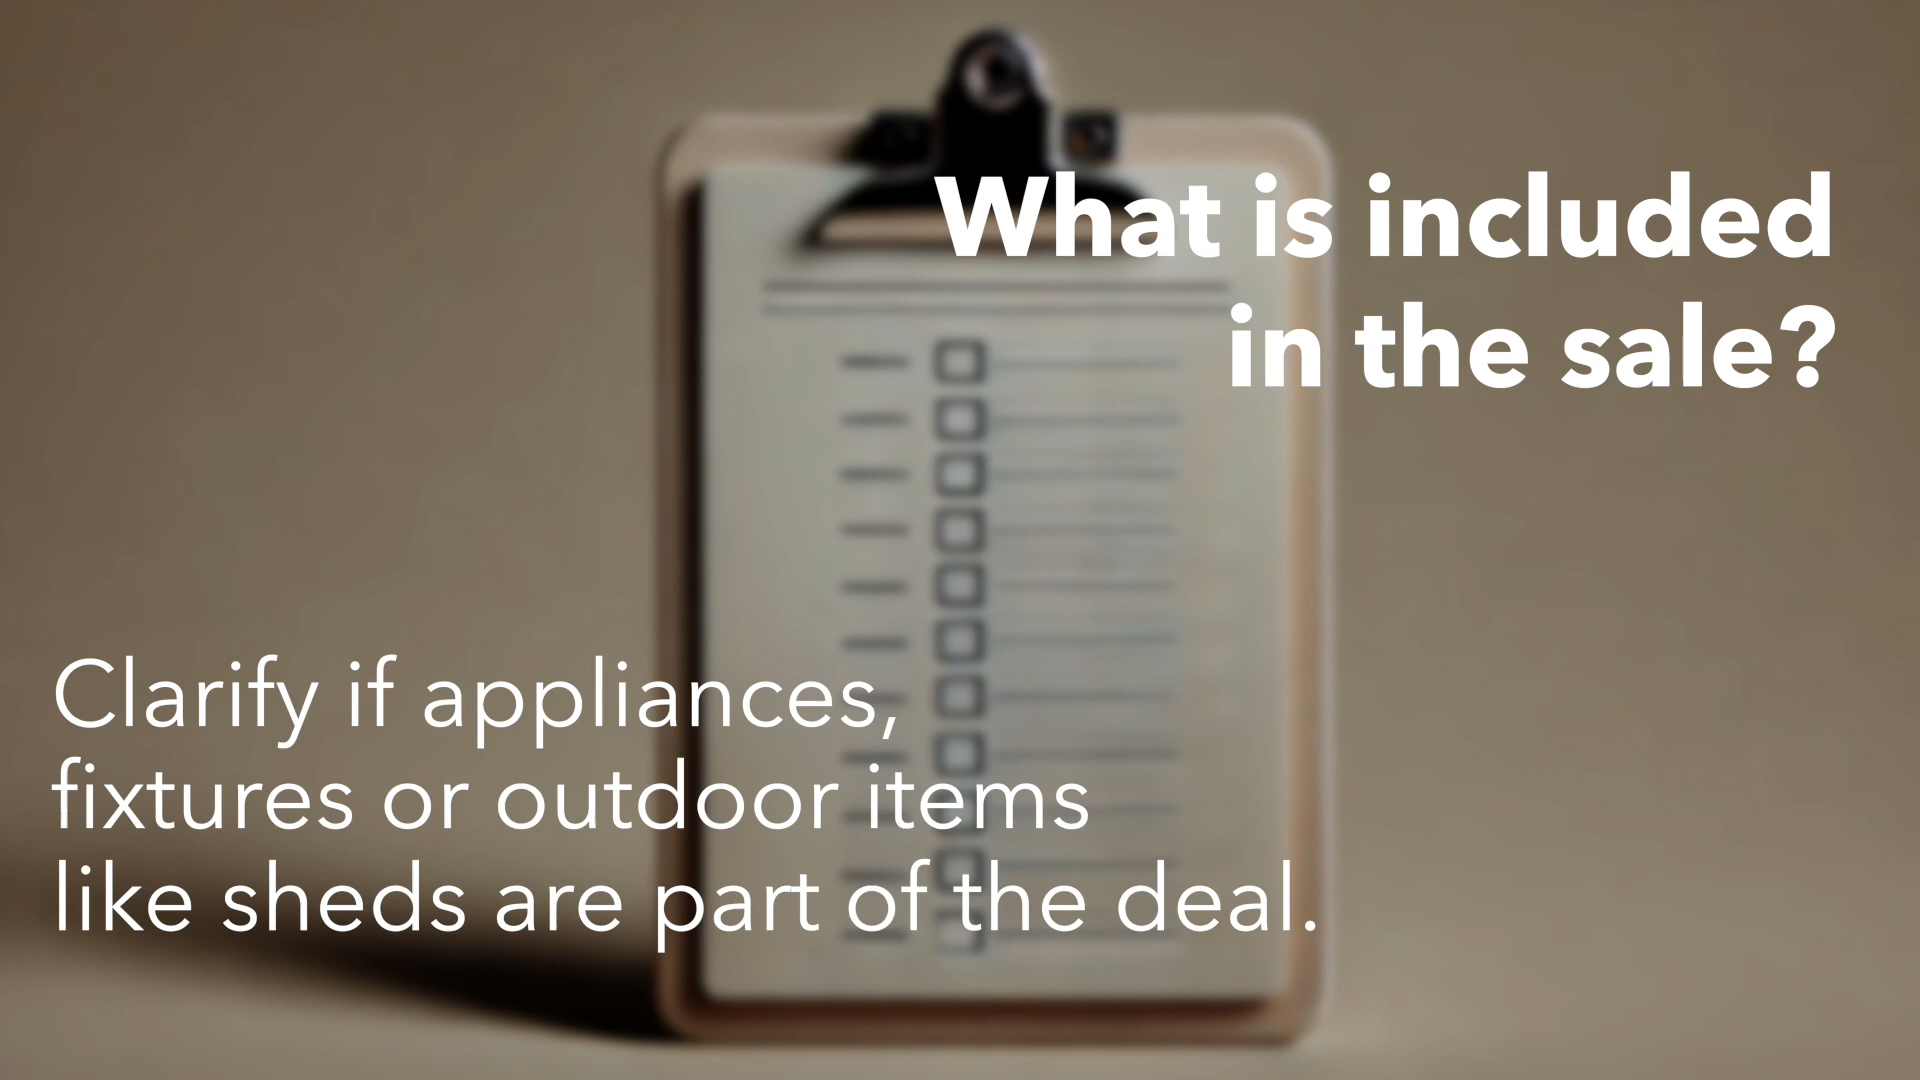 What is included
in the sale?
Clarify if appliances,
fixtures or outdoor items
like sheds are part of the deal.